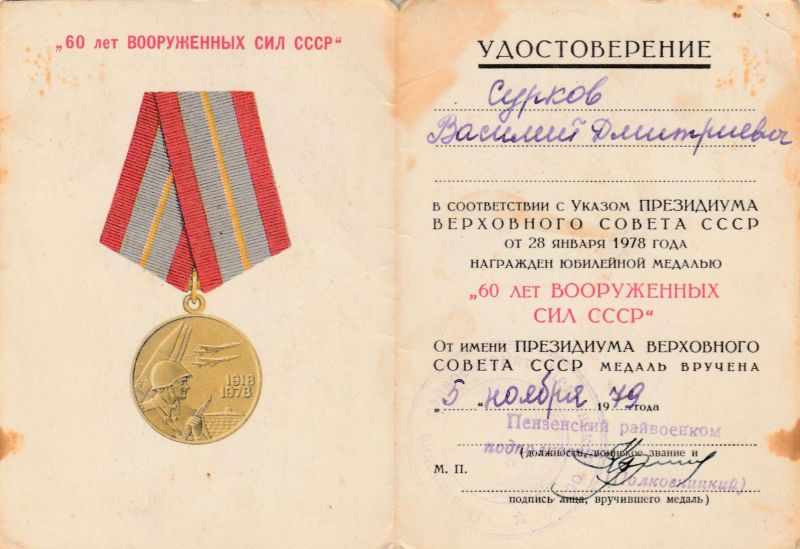 „60 лет ВООРУЖЕННЫХ СИЛ СССР“
1918
1978
УДОСТОВЕРЕНИЕ
Сурков
Василий Дмитриевич
В СООТВЕТСТВИИ С УКАЗОМ ПРЕЗИДИУМА
ВЕРХОВНОГО СОВЕТА СССР
ОТ 28 ЯНВАРЯ 1978 ГОДА
НАГРАЖДЕН ЮБИЛЕЙНОЙ МЕДАЛЬЮ
„60 ЛЕТ ВООРУЖЕННЫХ
СИЛ СССР“
ОТ ИМЕНИ ПРЕЗИДИУМА ВЕРХОВНОГО
СОВЕТА СССР МЕДАЛЬ ВРУЧЕНА
„5“ ноября 1979 года
Пензенский райвоенком
(должность, воинское звание и
М. П.
подпись лица, вручившего медаль)